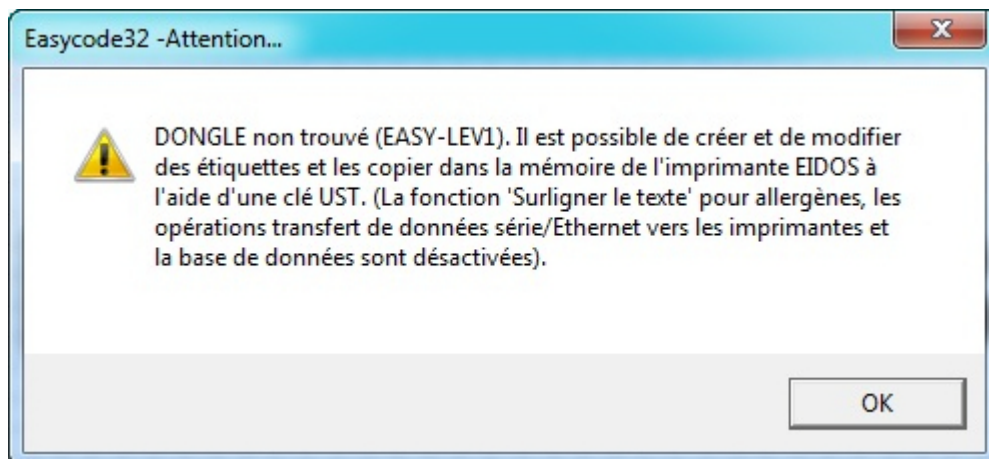 Easycode32 -Attention...
DONGLE non trouvé (EASY-LEV1). Il est possible de créer et de modifier
des étiquettes et les copier dans la mémoire de l'imprimante EIDOS à
l'aide d'une clé UST. (La fonction 'Surligner le texte' pour allergènes, les
opérations transfert de données série/Ethernet vers les imprimantes et
la base de données sont désactivées).
OK